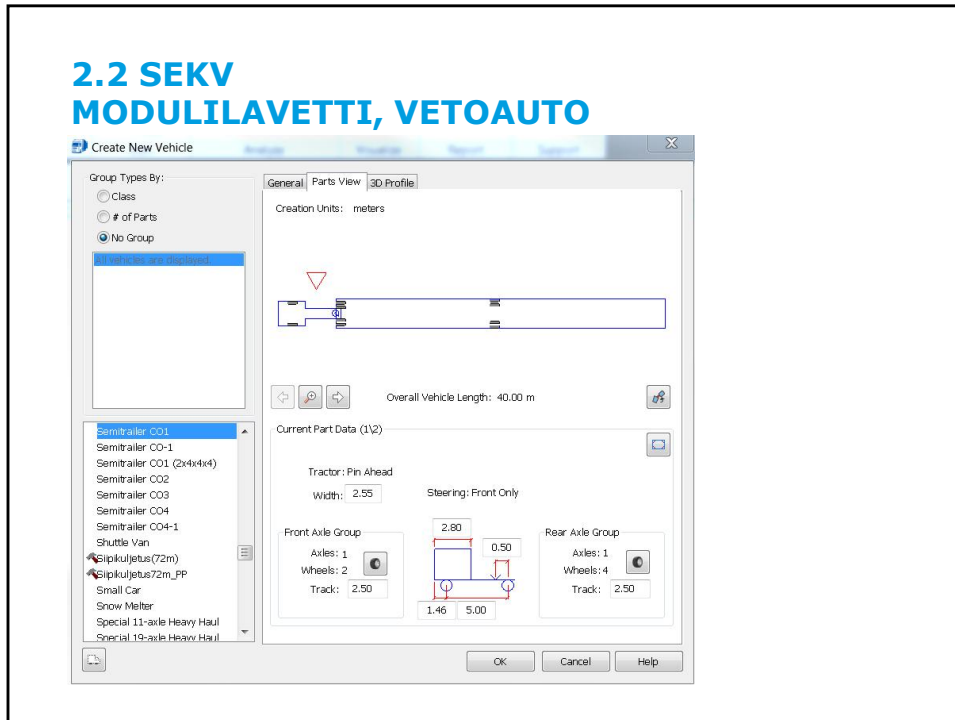 2.2 SEKV
MODULILAVETTI, VETOAUTO
Create New Vehicle
Analyze Visualize Report Support
Group Types By:
Class
# of Parts
No Group
All vehicles are displayed.
Semitrailer CO1
Semitrailer CO-1
Semitrailer CO1 (2x4x4x4)
Semitrailer CO2
Semitrailer CO3
Semitrailer CO4
Semitrailer CO4-1
Shuttle Van
Siipikuljetus(72m)
Siipikuljetus72m_PP
Small Car
Snow Melter
Special 11-axle Heavy Haul
Special 19-axle Heavy Haul
General Parts View 3D Profile
Creation Units: meters
Overall Vehicle Length: 40.00 m
Current Part Data (1\2)
Tractor: Pin Ahead
Width: 2.55 Steering: Front Only
Front Axle Group
Axles: 1
Wheels: 2
Track: 2.50
2.80
0.50
1.46 5.00
Rear Axle Group
Axles: 1
Wheels: 4
Track: 2.50
OK Cancel Help